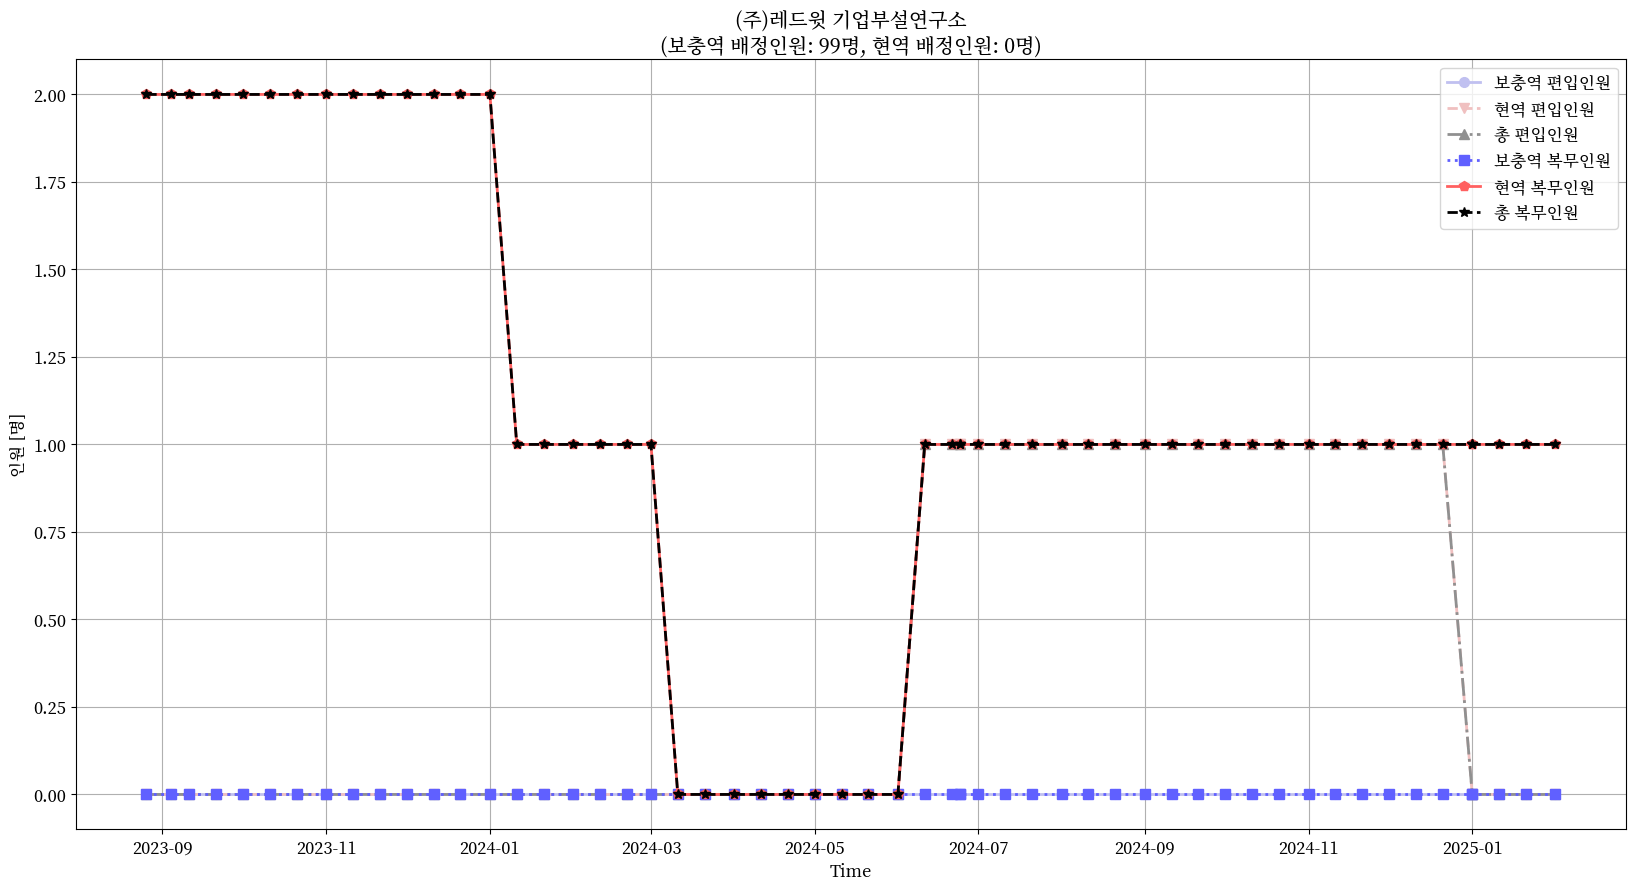 (주)레드윗 기업부설연구소
(보충역 배정인원: 99명, 현역 배정인원: 0명)
보충역 편입인원
현역 편입인원
총 편입인원
보충역 복무인원
현역 복무인원
총 복무인원
인원 [명]
2.00
1.75
1.50
1.25
1.00
0.75
0.50
0.25
0.00
2023-09
2023-11
2024-01
2024-03
2024-05
2024-07
2024-09
2024-11
2025-01
Time